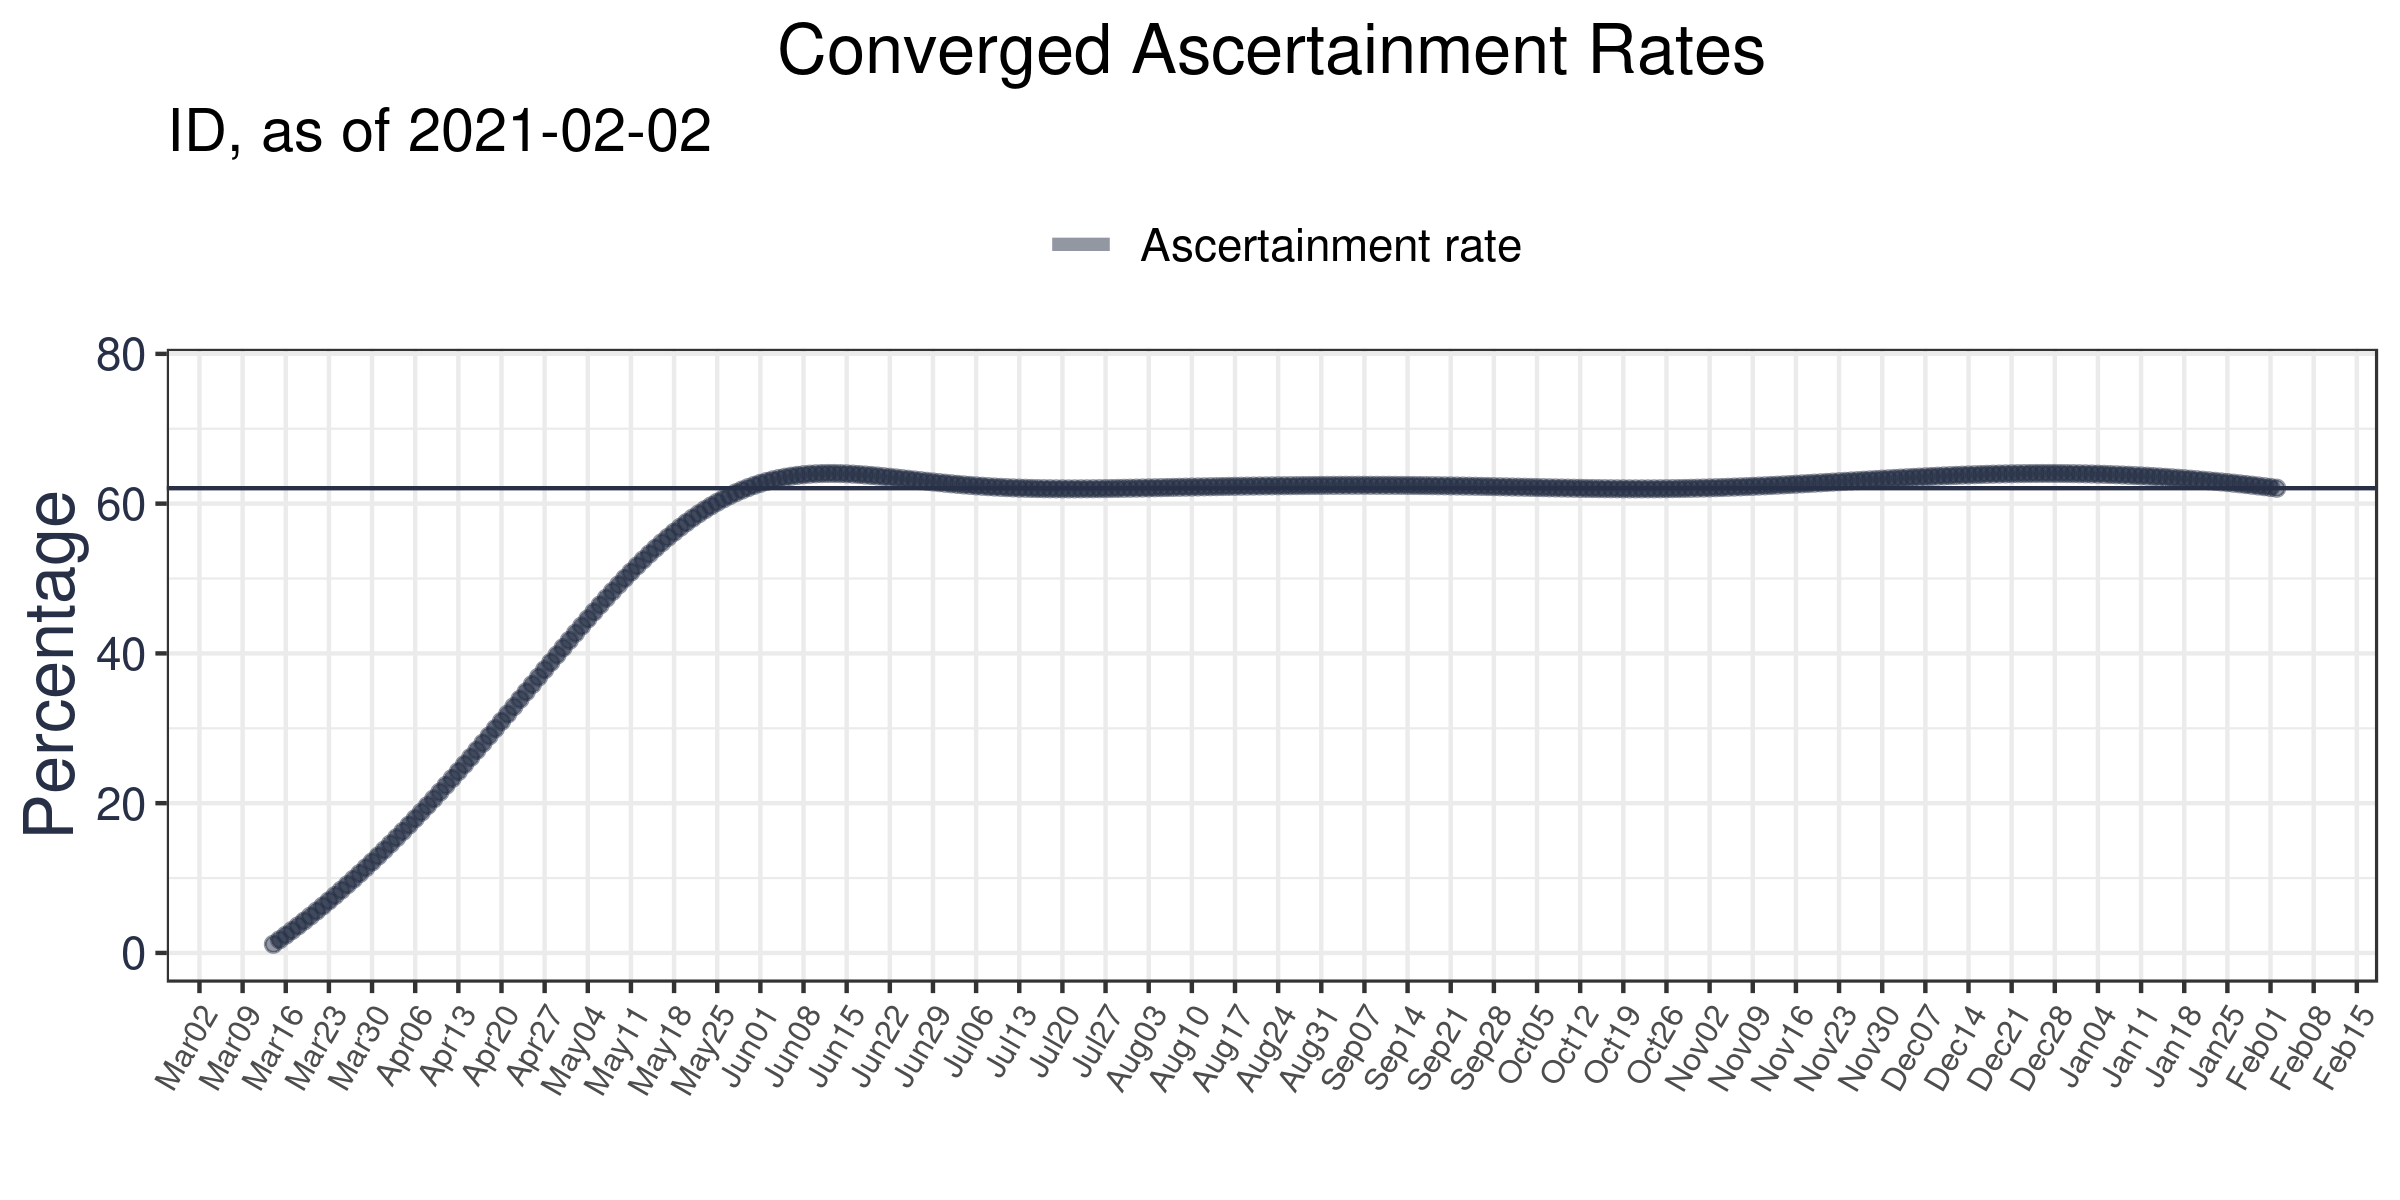 Converged Ascertainment Rates
ID, as of 2021-02-02
Ascertainment rate
Percentage
80
60
40
20
0
Mar02 Mar09 Mar16 Mar23 Mar30 Apr06 Apr13 Apr20 Apr27 May04 May11 May18 May25 Jun01 Jun08 Jun15 Jun22 Jun29 Jul06 Jul13 Jul20 Jul27 Aug03 Aug10 Aug17 Aug24 Aug31 Sep07 Sep14 Sep21 Sep28 Oct05 Oct12 Oct19 Oct26 Nov02 Nov09 Nov16 Nov23 Nov30 Dec07 Dec14 Dec21 Dec28 Jan04 Jan11 Jan18 Jan25 Feb01 Feb08 Feb15